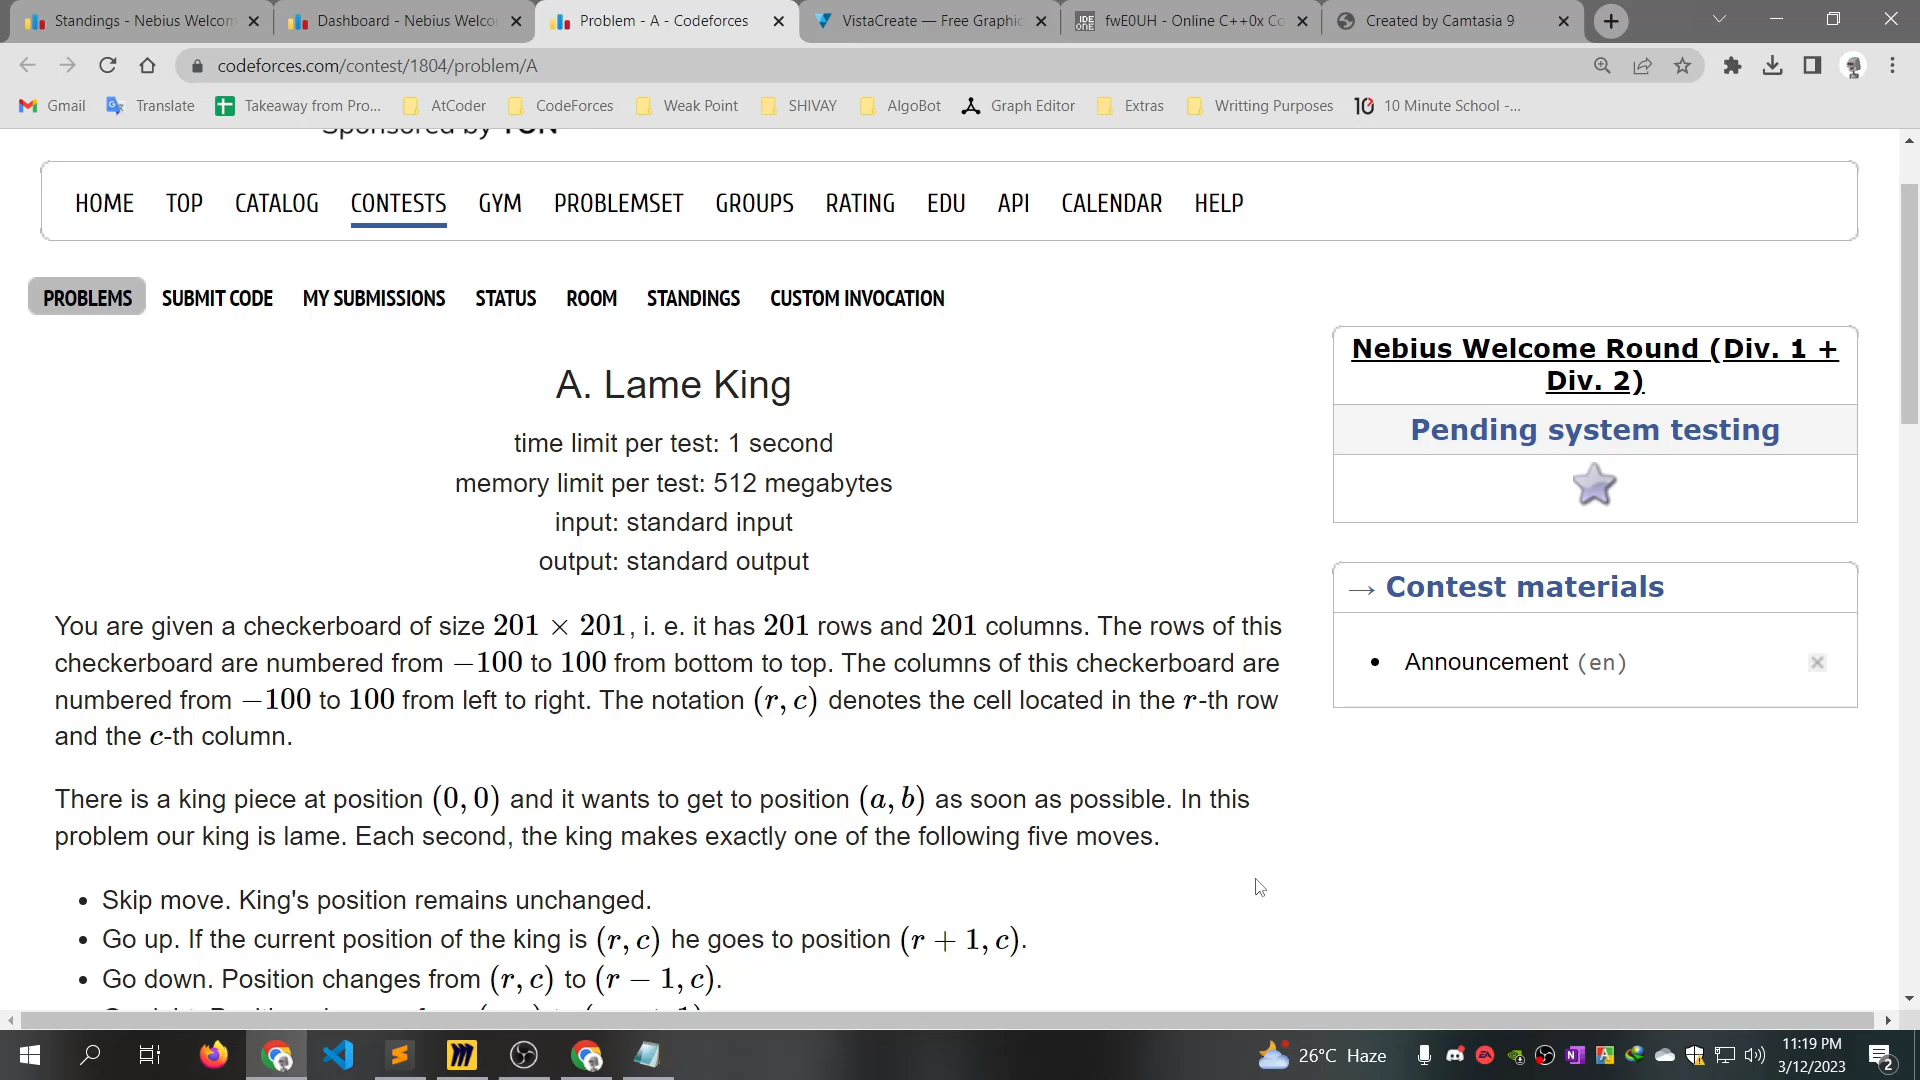 Standings - Nebius Welcom
Dashboard - Nebius Welco
Problem - A - Codeforces
VistaCreate — Free Graphic
fwE0UH - Online C++0x Co
Created by Camtasia 9
codeforces.com/contest/1804/problem/A
Gmail
Translate
Takeaway from Pro...
AtCoder
CodeForces
Weak Point
SHIVAY
AlgoBot
Graph Editor
Extras
Writting Purposes
10 Minute School -...
Sponsored by TON
HOME TOP CATALOG CONTESTS GYM PROBLEMSET GROUPS RATING EDU API CALENDAR HELP
PROBLEMS SUBMIT CODE MY SUBMISSIONS STATUS ROOM STANDINGS CUSTOM INVOCATION
A. Lame King
time limit per test: 1 second
memory limit per test: 512 megabytes
input: standard input
output: standard output
You are given a checkerboard of size 201 × 201, i. e. it has 201 rows and 201 columns. The rows of this
checkerboard are numbered from −100 to 100 from bottom to top. The columns of this checkerboard are
numbered from −100 to 100 from left to right. The notation (r, c) denotes the cell located in the r-th row
and the c-th column.
There is a king piece at position (0, 0) and it wants to get to position (a, b) as soon as possible. In this
problem our king is lame. Each second, the king makes exactly one of the following five moves.
• Skip move. King's position remains unchanged.
• Go up. If the current position of the king is (r, c) he goes to position (r + 1, c).
• Go down. Position changes from (r, c) to (r − 1, c).
Nebius Welcome Round (Div. 1 +
Div. 2)
Pending system testing
→ Contest materials
• Announcement (en)
26°C Haze
11:19 PM
3/12/2023
2